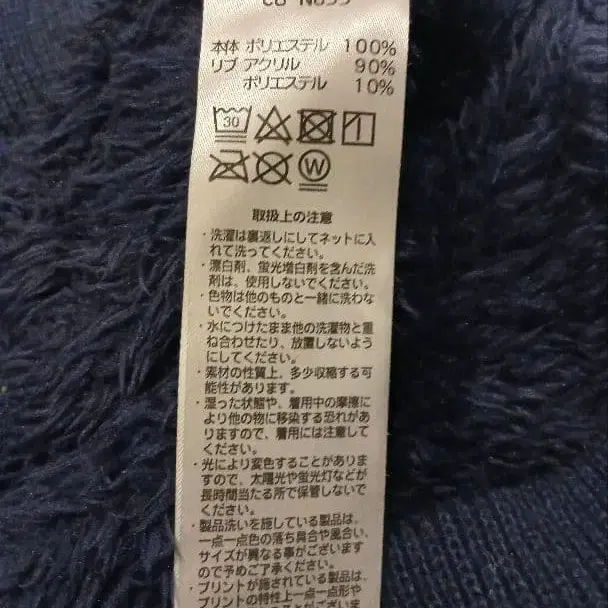 本体 ポリエステル 100%
リブ アクリル 90%
ポリエステル 10%
30
W
取扱上の注意
・洗濯は裏返しにしてネットに入
れて洗ってください。
・漂白剤、蛍光増白剤を含んだ洗
剤は、使用しないでください。
・色物は他のものと一緒に洗わな
いでください。
・水につけたまま他の洗濯物と重
ね合わせたり、放置しないよう
にしてください。
・素材の性質上、多少収縮する可
能性があります。
・湿った状態や、着用中の摩擦に
より他の物に移染する恐れがあ
りますので、着用には注意して
ください。
・光により変色することがありま
すので、太陽光や蛍光灯などが
長時間当たる所で保管しないで
ください。
・製品洗いを施している製品は、
一点一点色の落ち具合や風合い、
サイズが異なる事がございます
ので予めご了承ください。
・プリントが施されている製品は、
プリントの特性上一点一点形や